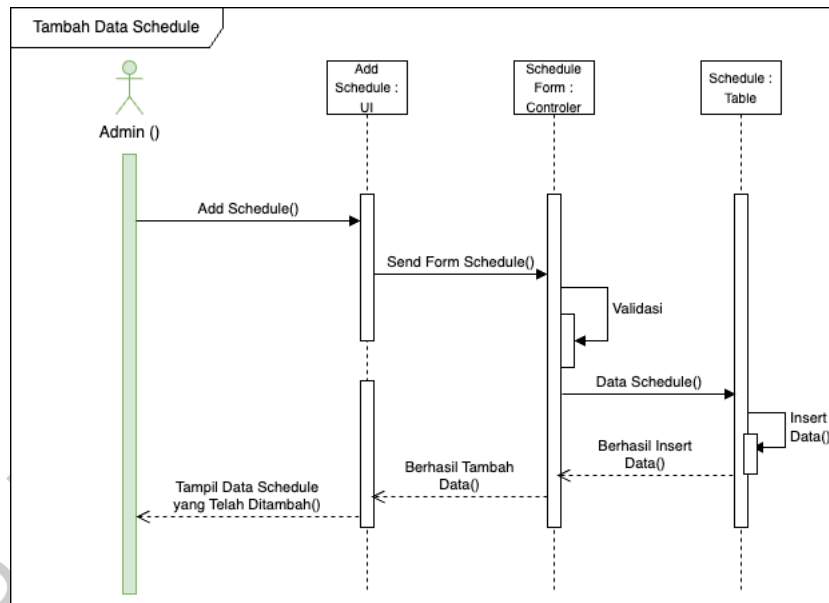 Tambah Data Schedule
Add
Schedule :
UI
Schedule
Form :
Controler
Schedule :
Table
Admin ()
Add Schedule()
Send Form Schedule()
Validasi
Data Schedule()
Insert
Data()
Berhasil Insert
Data()
Berhasil Tambah
Data()
Tampil Data Schedule
yang Telah Ditambah()